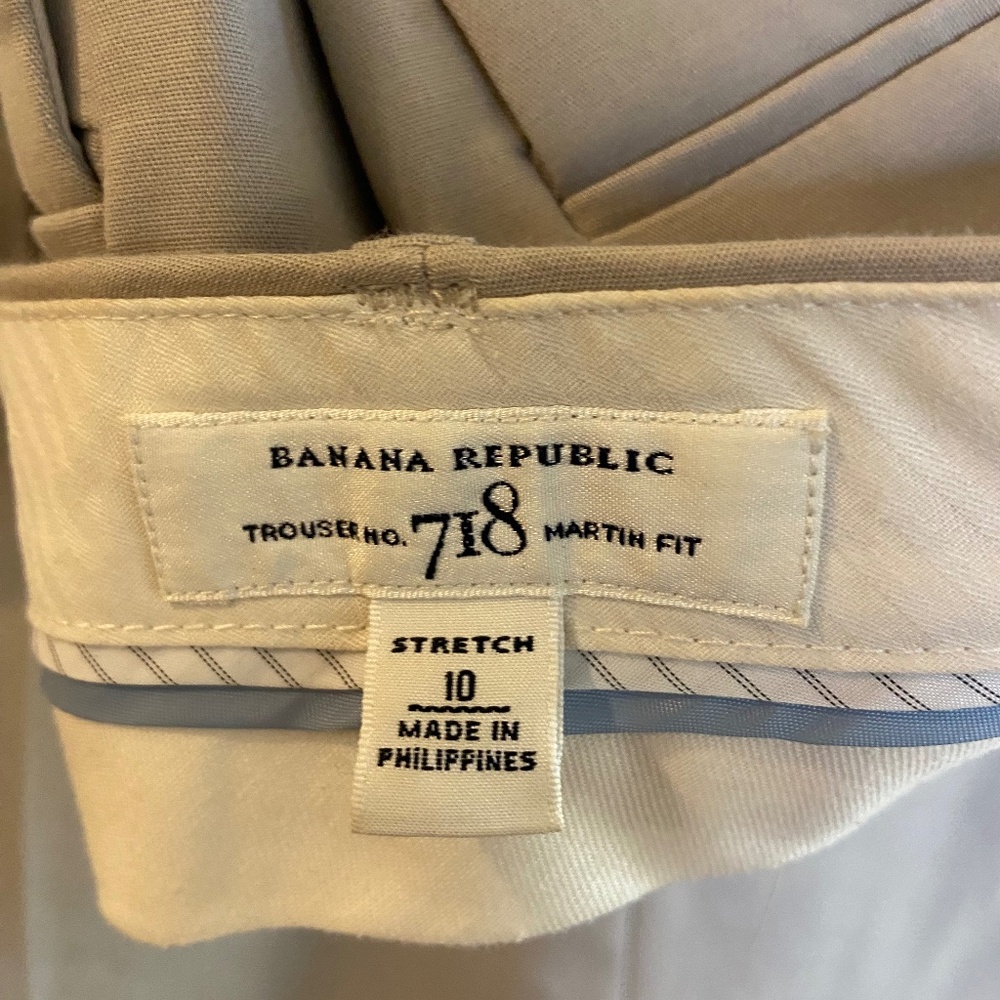 BANANA REPUBLIC
TROUSER NO. 718 MARTIN FIT
STRETCH
10
MADE IN
PHILIPPINES